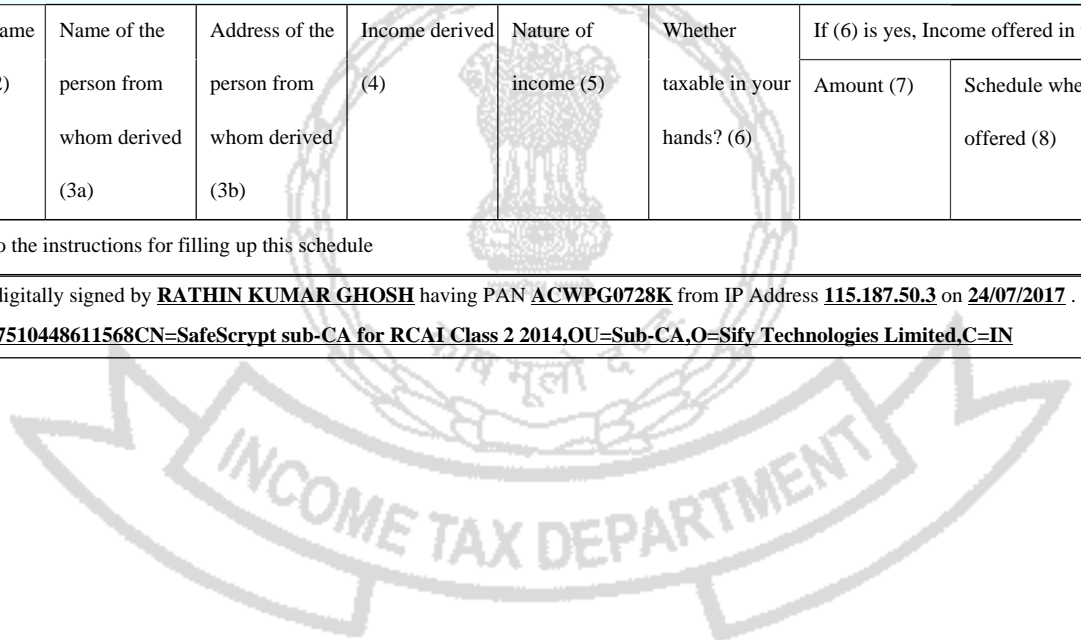 ame Name of the Address of the Income derived Nature of Whether If (6) is yes, Income offered in
2) person from person from (4) income (5) taxable in your Amount (7) Schedule whe
whom derived whom derived hands? (6) offered (8)
(3a) (3b)
o the instructions for filling up this schedule
digitally signed by RATHIN KUMAR GHOSH having PAN ACWPG0728K from IP Address 115.187.50.3 on 24/07/2017 .
7510448611568CN=SafeScrypt sub-CA for RCAI Class 2 2014,OU=Sub-CA,O=Sify Technologies Limited,C=IN
INCOME TAX DEPARTMENT